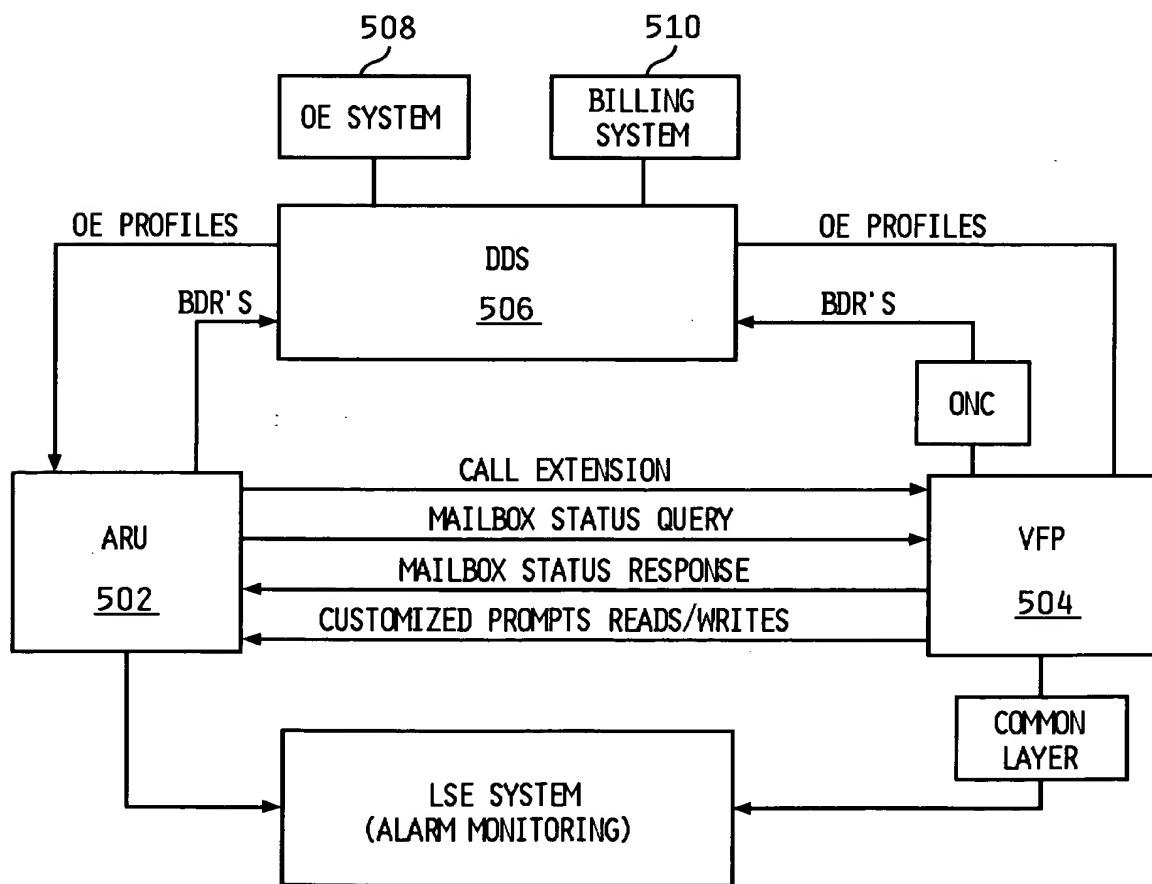 508
510
OE SYSTEM
BILLING
SYSTEM
OE PROFILES
OE PROFILES
DDS
506
BDR'S
BDR'S
ONC
CALL EXTENSION
MAILBOX STATUS QUERY
ARU
502
VFP
504
MAILBOX STATUS RESPONSE
CUSTOMIZED PROMPTS READS/WRITES
COMMON
LAYER
LSE SYSTEM
(ALARM MONITORING)